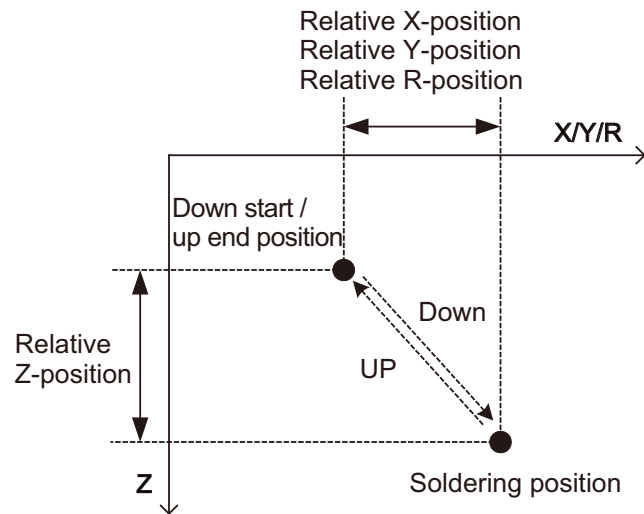 Relative X-position
Relative Y-position
Relative R-position
X/Y/R
Down start /
up end position
Down
Relative
Z-position
UP
Z
Soldering position